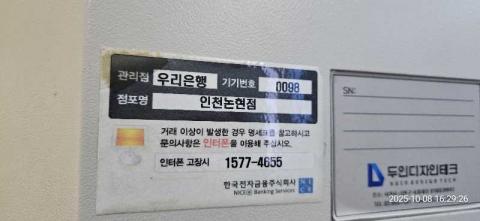 관리점 우리은행 기기번호 0098
점포명 인천논현점
거래 이상이 발생한 경우 명세표를 참고하시고
문의사항은 인터폰을 이용해 주십시오.
인터폰 고장시 1577-4655
한국전자금융주식회사
NICE Banking Services
NICE
SN:
두인디자인테크
2025-10-08 16:29:26